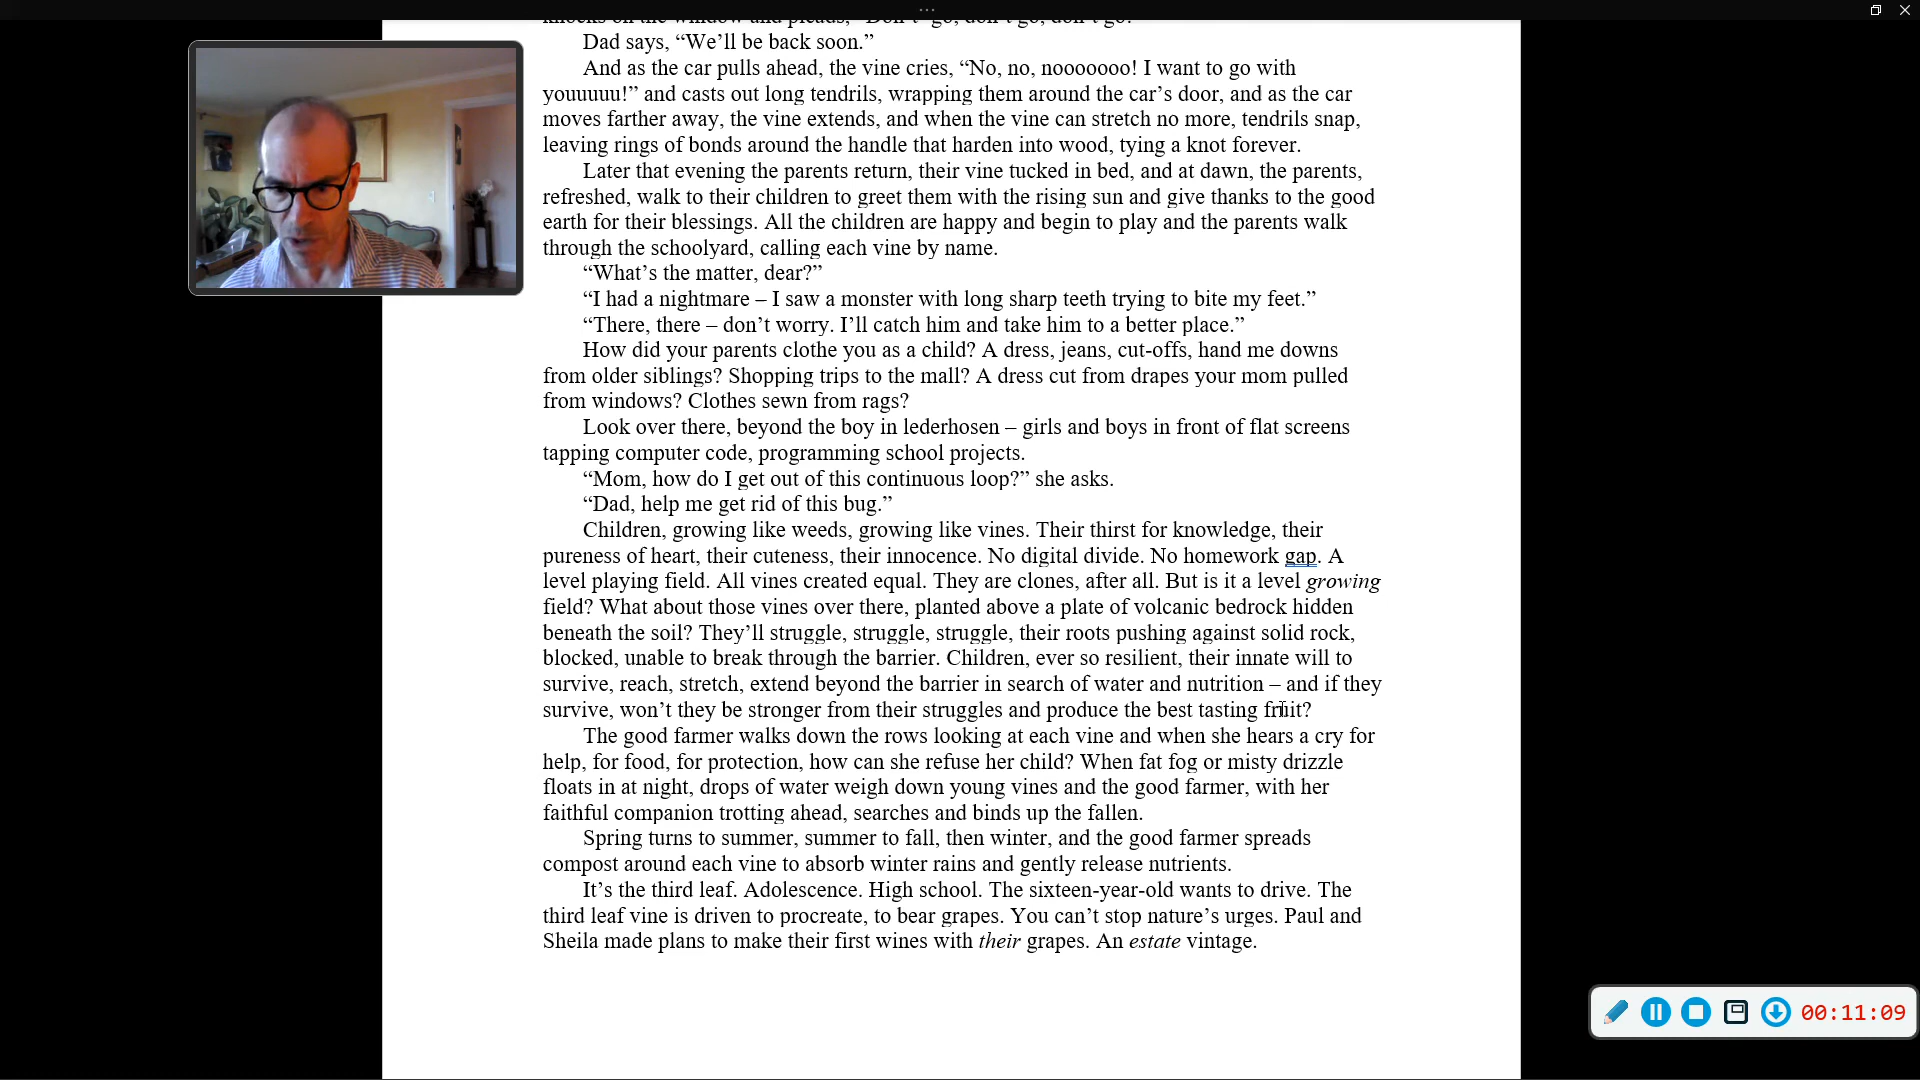 knocks on the window and pleads, “Don’t go, don’t go, don’t go!”
Dad says, “We’ll be back soon.”
And as the car pulls ahead, the vine cries, “No, no, nooooooo! I want to go with
youuuuu!” and casts out long tendrils, wrapping them around the car’s door, and as the car
moves farther away, the vine extends, and when the vine can stretch no more, tendrils snap,
leaving rings of bonds around the handle that harden into wood, tying a knot forever.
Later that evening the parents return, their vine tucked in bed, and at dawn, the parents,
refreshed, walk to their children to greet them with the rising sun and give thanks to the good
earth for their blessings. All the children are happy and begin to play and the parents walk
through the schoolyard, calling each vine by name.
“What’s the matter, dear?”
“I had a nightmare – I saw a monster with long sharp teeth trying to bite my feet.”
“There, there – don’t worry. I’ll catch him and take him to a better place.”
How did your parents clothe you as a child? A dress, jeans, cut-offs, hand me downs
from older siblings? Shopping trips to the mall? A dress cut from drapes your mom pulled
from windows? Clothes sewn from rags?
Look over there, beyond the boy in lederhosen – girls and boys in front of flat screens
tapping computer code, programming school projects.
“Mom, how do I get out of this continuous loop?” she asks.
“Dad, help me get rid of this bug.”
Children, growing like weeds, growing like vines. Their thirst for knowledge, their
pureness of heart, their cuteness, their innocence. No digital divide. No homework gap. A
level playing field. All vines created equal. They are clones, after all. But is it a level growing
field? What about those vines over there, planted above a plate of volcanic bedrock hidden
beneath the soil? They’ll struggle, struggle, struggle, their roots pushing against solid rock,
blocked, unable to break through the barrier. Children, ever so resilient, their innate will to
survive, reach, stretch, extend beyond the barrier in search of water and nutrition – and if they
survive, won’t they be stronger from their struggles and produce the best tasting fruit?
The good farmer walks down the rows looking at each vine and when she hears a cry for
help, for food, for protection, how can she refuse her child? When fat fog or misty drizzle
floats in at night, drops of water weigh down young vines and the good farmer, with her
faithful companion trotting ahead, searches and binds up the fallen.
Spring turns to summer, summer to fall, then winter, and the good farmer spreads
compost around each vine to absorb winter rains and gently release nutrients.
It’s the third leaf. Adolescence. High school. The sixteen-year-old wants to drive. The
third leaf vine is driven to procreate, to bear grapes. You can’t stop nature’s urges. Paul and
Sheila made plans to make their first wines with their grapes. An estate vintage.
00:11:09